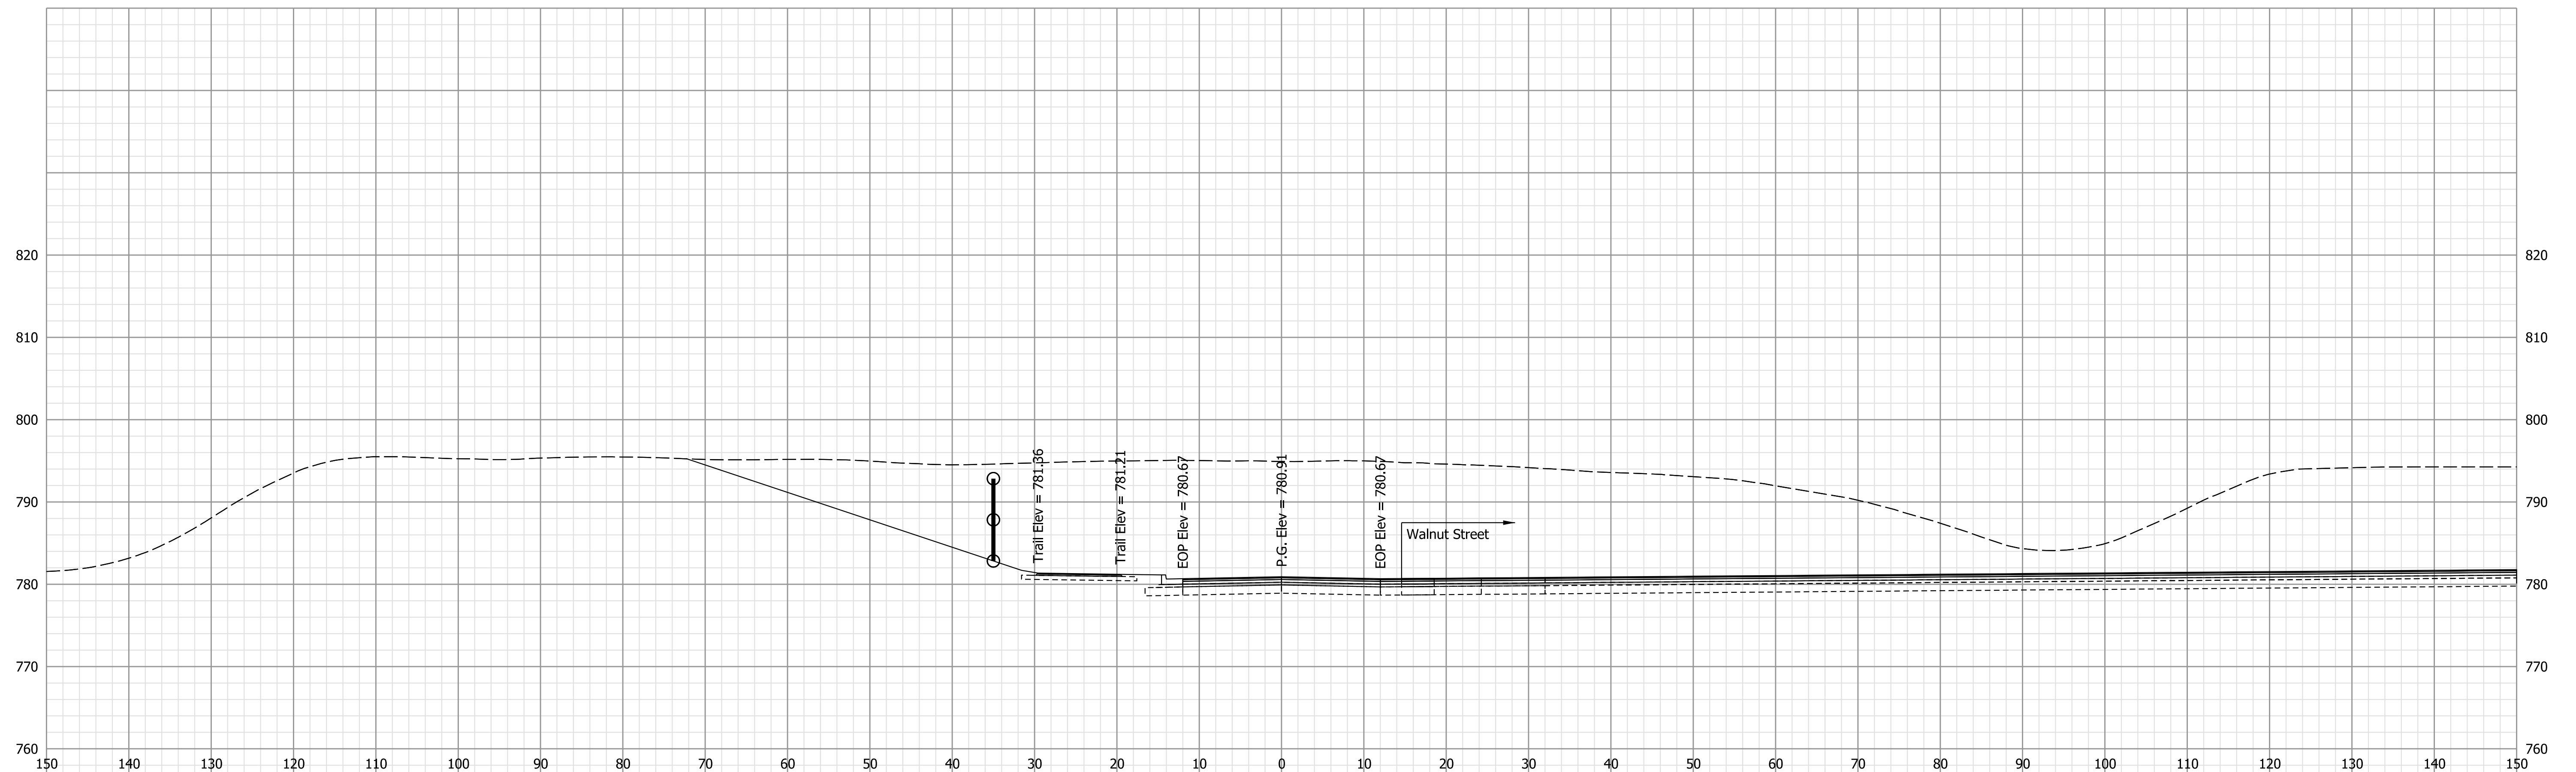 820 820
810 810
800 800
790 790
780 780
770 770
760 760
Trail Elev = 781.36
Trail Elev = 781.21
EOP Elev = 780.67
P.G. Elev = 780.91
EOP Elev = 780.67
Walnut Street
150 140 130 120 110 100 90 80 70 60 50 40 30 20 10 0 10 20 30 40 50 60 70 80 90 100 110 120 130 140 150